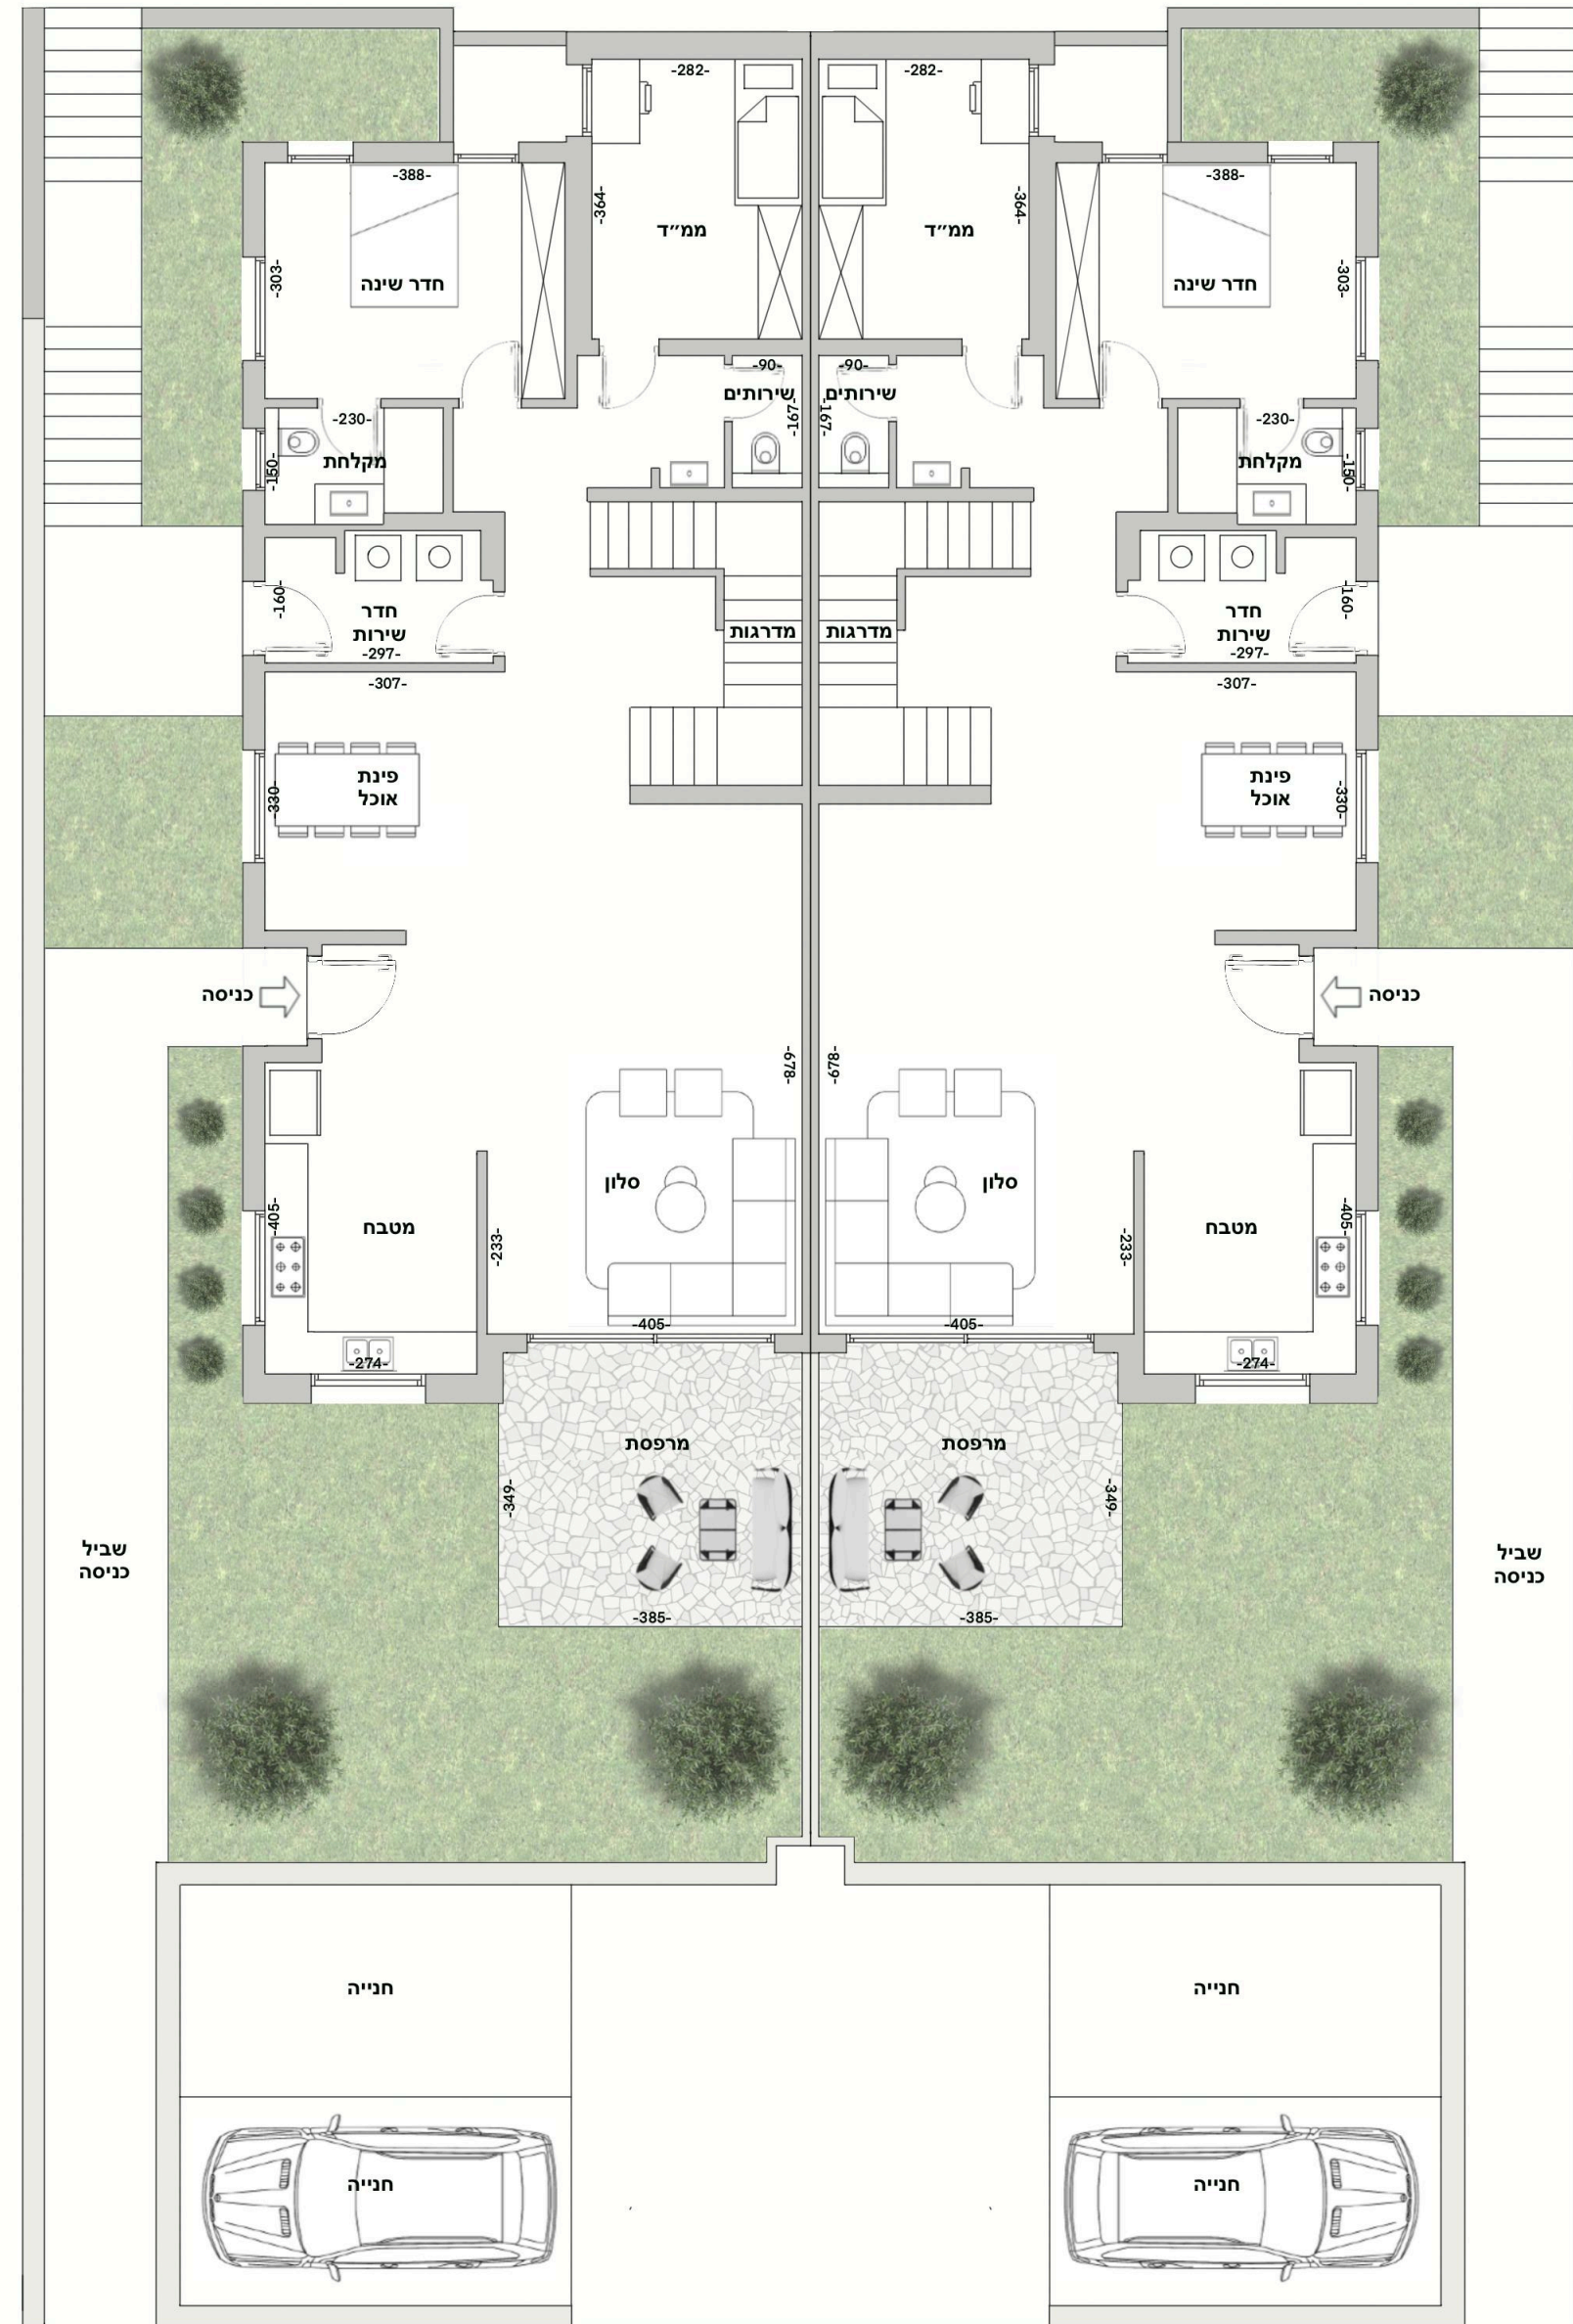 -282-
-282-
-388-
-388-
-364-
-364-
ממ״ד
ממ״ד
-303-
-303-
חדר שינה
חדר שינה
-90-
-90-
שירותים
שירותים
-167-
-167-
-230-
-230-
מקלחת
מקלחת
-150-
-150-
-160-
-160-
חדר
שירות
-297-
חדר
שירות
-297-
מדרגות
מדרגות
-307-
-307-
פינת
אוכל
פינת
אוכל
-330-
-330-
כניסה
כניסה
-678-
-678-
סלון
סלון
-405-
-405-
מטבח
מטבח
-233-
-233-
-405-
-405-
-274-
-274-
מרפסת
מרפסת
-349-
-349-
שביל
כניסה
שביל
כניסה
-385-
-385-
חנייה
חנייה
חנייה
חנייה